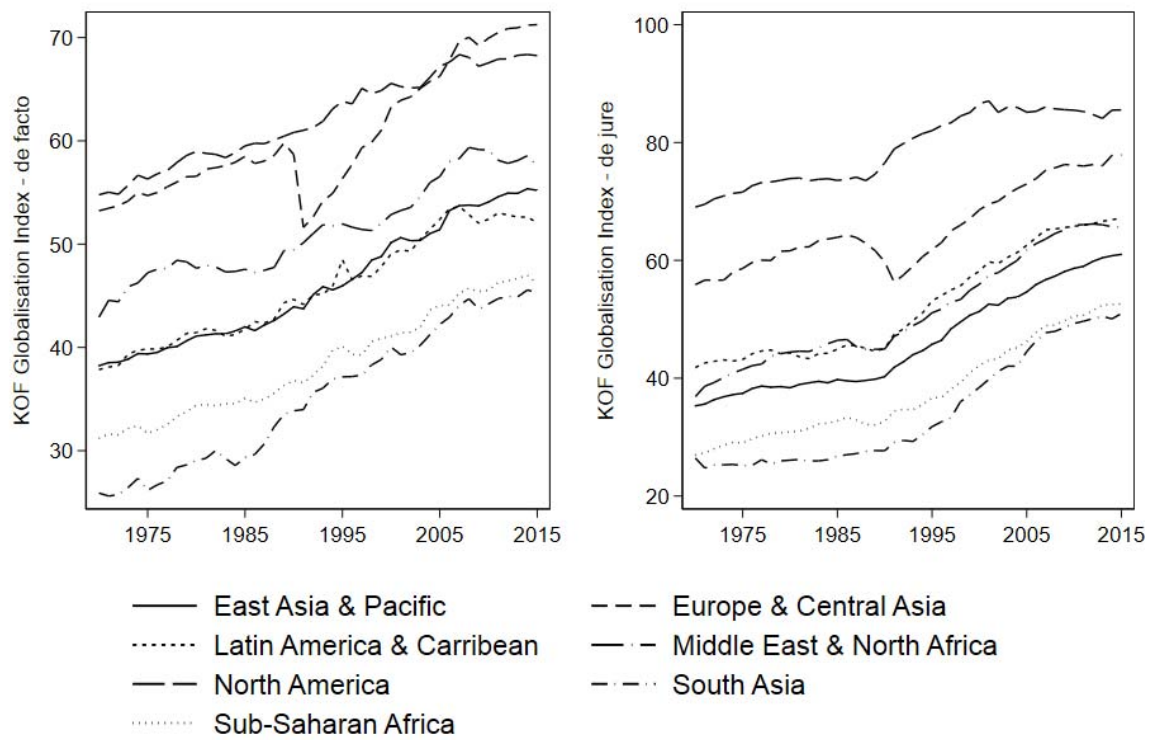 KOF Globalisation Index - de facto
70
60
50
40
30
1975 1985 1995 2005 2015
KOF Globalisation Index - de jure
100
80
60
40
20
1975 1985 1995 2005 2015
East Asia & Pacific
Europe & Central Asia
Latin America & Carribean
Middle East & North Africa
North America
South Asia
Sub-Saharan Africa